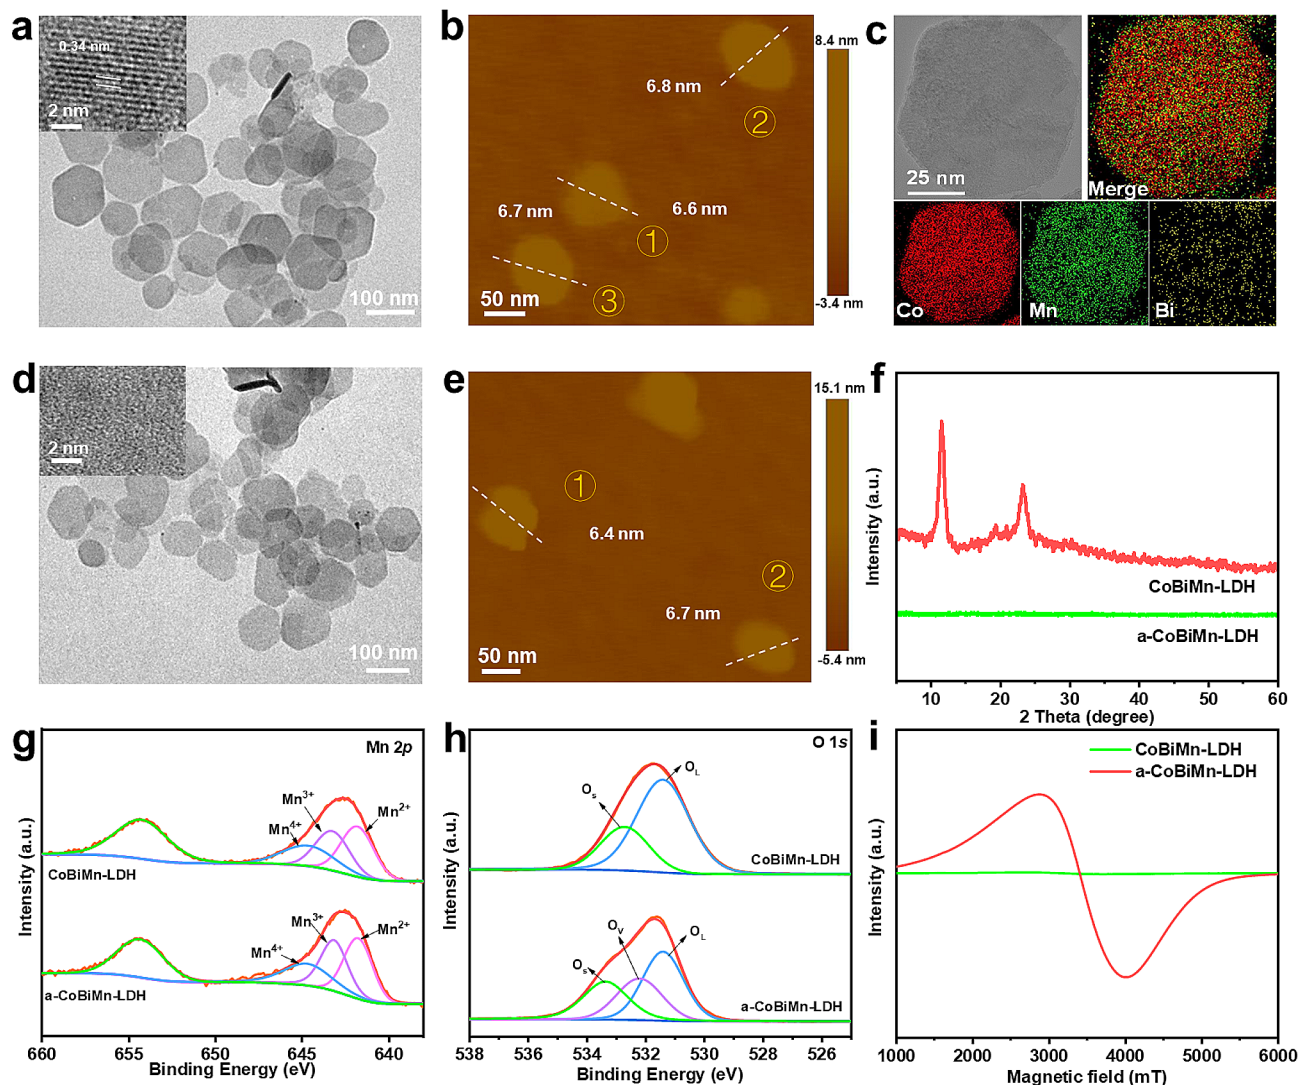 a
0.34 nm
2 nm
100 nm
b
6.8 nm
②
6.7 nm
6.6 nm
①
③
50 nm
8.4 nm
-3.4 nm
c
25 nm
Merge
Co
Mn
Bi
d
2 nm
100 nm
e
①
6.4 nm
②
6.7 nm
50 nm
15.1 nm
-5.4 nm
f
Intensity (a.u.)
CoBiMn-LDH
a-CoBiMn-LDH
10 20 30 40 50 60
2 Theta (degree)
g
Mn 2p
Mn3+
Mn2+
Mn4+
CoBiMn-LDH
Mn3+
Mn2+
Mn4+
a-CoBiMn-LDH
Intensity (a.u.)
660 655 650 645 640
Binding Energy (eV)
h
O 1s
OL
Os
CoBiMn-LDH
OV
OL
Os
a-CoBiMn-LDH
Intensity (a.u.)
538 536 534 532 530 528 526
Binding Energy (eV)
i
CoBiMn-LDH
a-CoBiMn-LDH
Intensity (a.u.)
1000 2000 3000 4000 5000 6000
Magnetic field (mT)